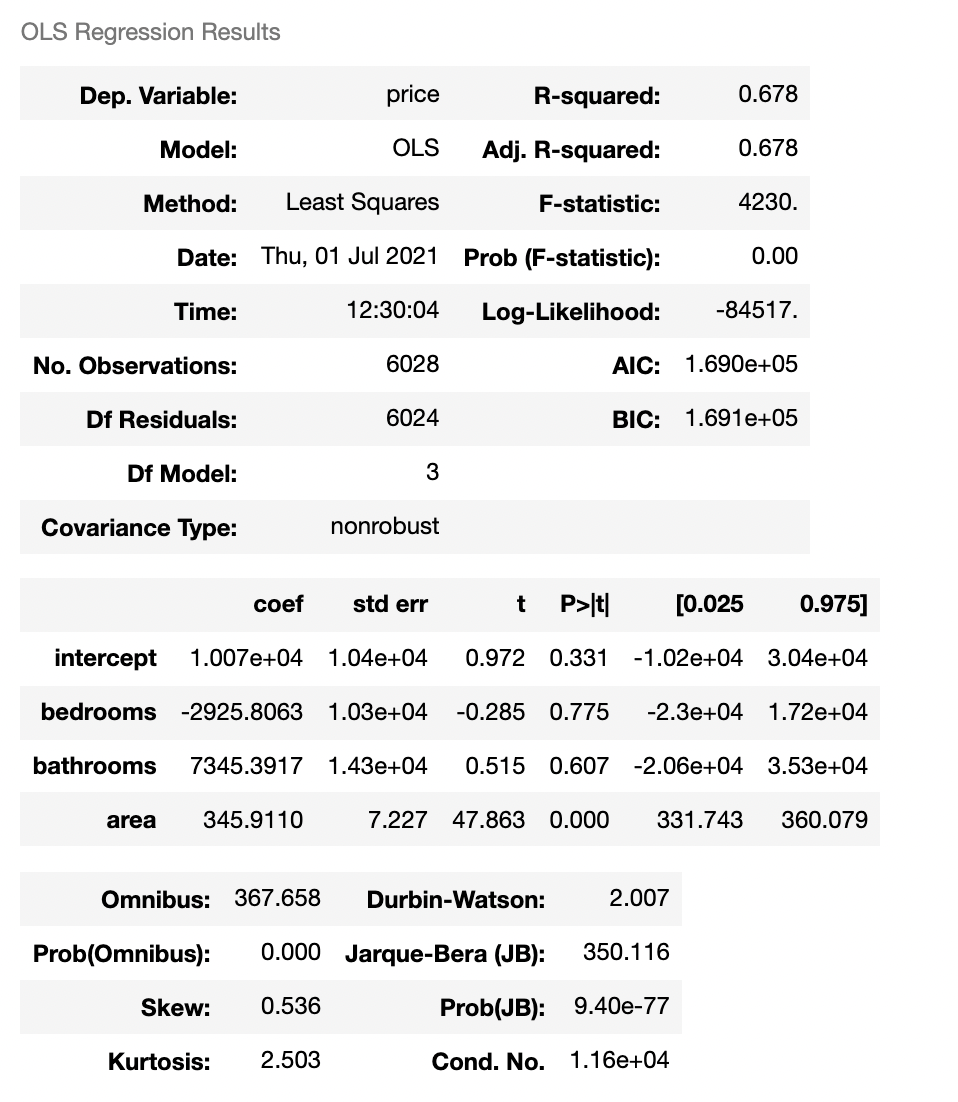 OLS Regression Results
Dep. Variable: price R-squared: 0.678
Model: OLS Adj. R-squared: 0.678
Method: Least Squares F-statistic: 4230.
Date: Thu, 01 Jul 2021 Prob (F-statistic): 0.00
Time: 12:30:04 Log-Likelihood: -84517.
No. Observations: 6028 AIC: 1.690e+05
Df Residuals: 6024 BIC: 1.691e+05
Df Model: 3
Covariance Type: nonrobust
coef std err t P>|t| [0.025 0.975]
intercept 1.007e+04 1.04e+04 0.972 0.331 -1.02e+04 3.04e+04
bedrooms -2925.8063 1.03e+04 -0.285 0.775 -2.3e+04 1.72e+04
bathrooms 7345.3917 1.43e+04 0.515 0.607 -2.06e+04 3.53e+04
area 345.9110 7.227 47.863 0.000 331.743 360.079
Omnibus: 367.658 Durbin-Watson: 2.007
Prob(Omnibus): 0.000 Jarque-Bera (JB): 350.116
Skew: 0.536 Prob(JB): 9.40e-77
Kurtosis: 2.503 Cond. No. 1.16e+04